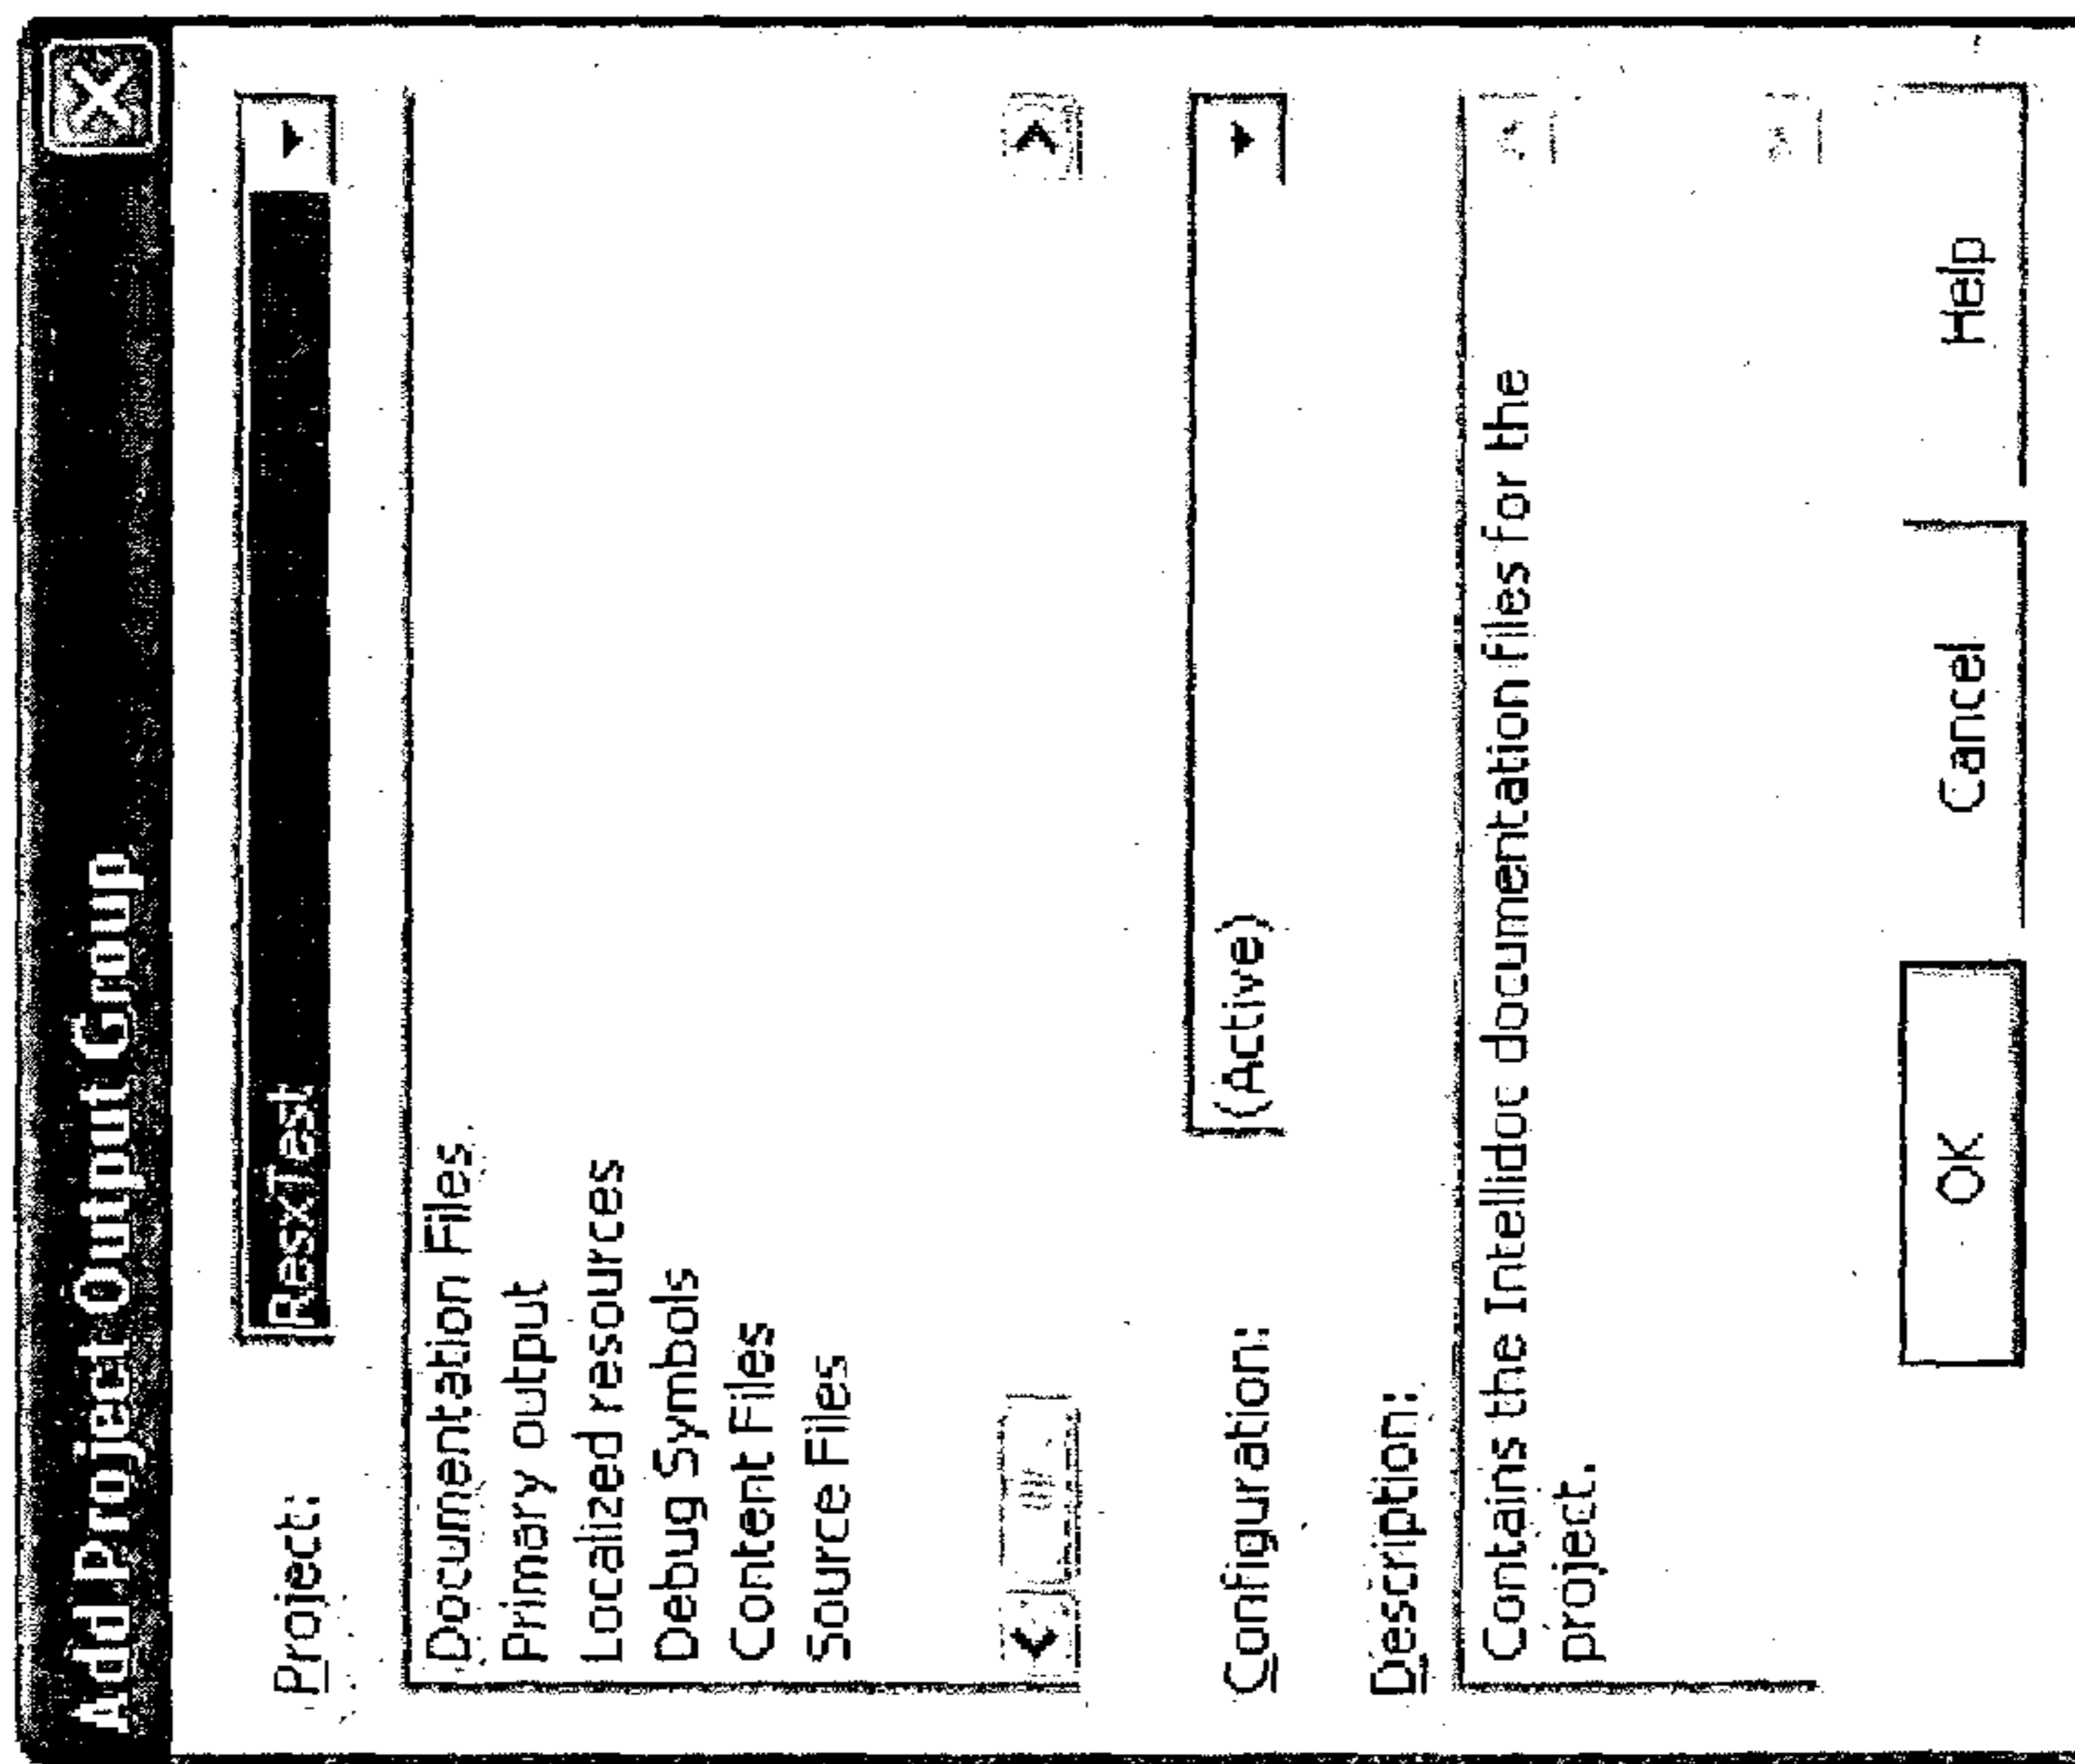 Add Project Output Group
Project:
ResxTest
Documentation Files
Primary output
Localized resources
Debug Symbols
Content Files
Source Files
Configuration:
(Active)
Description:
Contains the Intellidoc documentation files for the
project.
OK
Cancel
Help